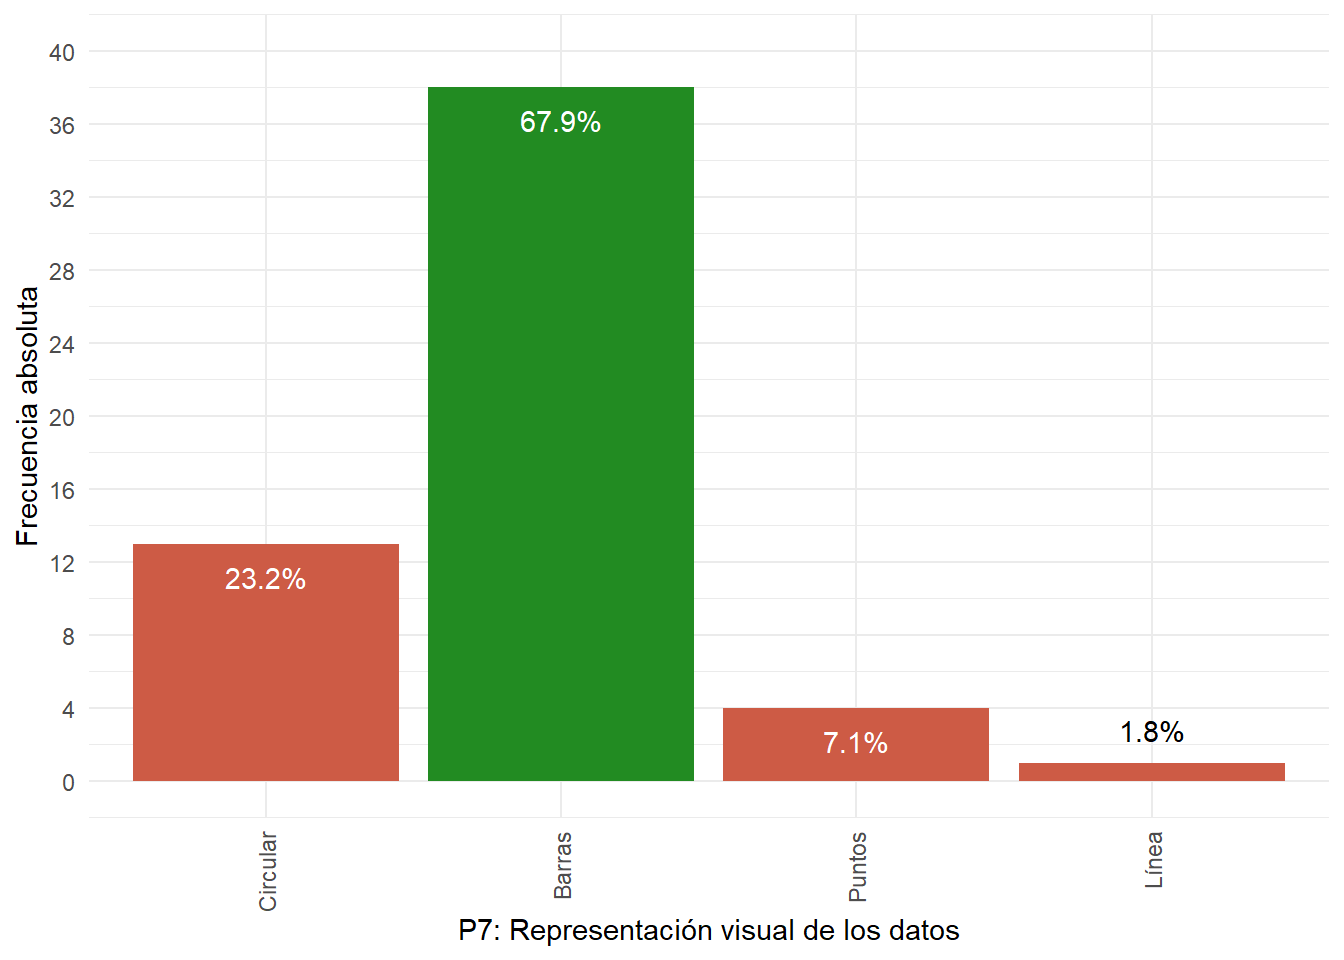 Frecuencia absoluta
40
36
32
28
24
20
16
12
8
4
0
23.2%
67.9%
7.1%
1.8%
Circular
Barras
Puntos
Línea
P7: Representación visual de los datos